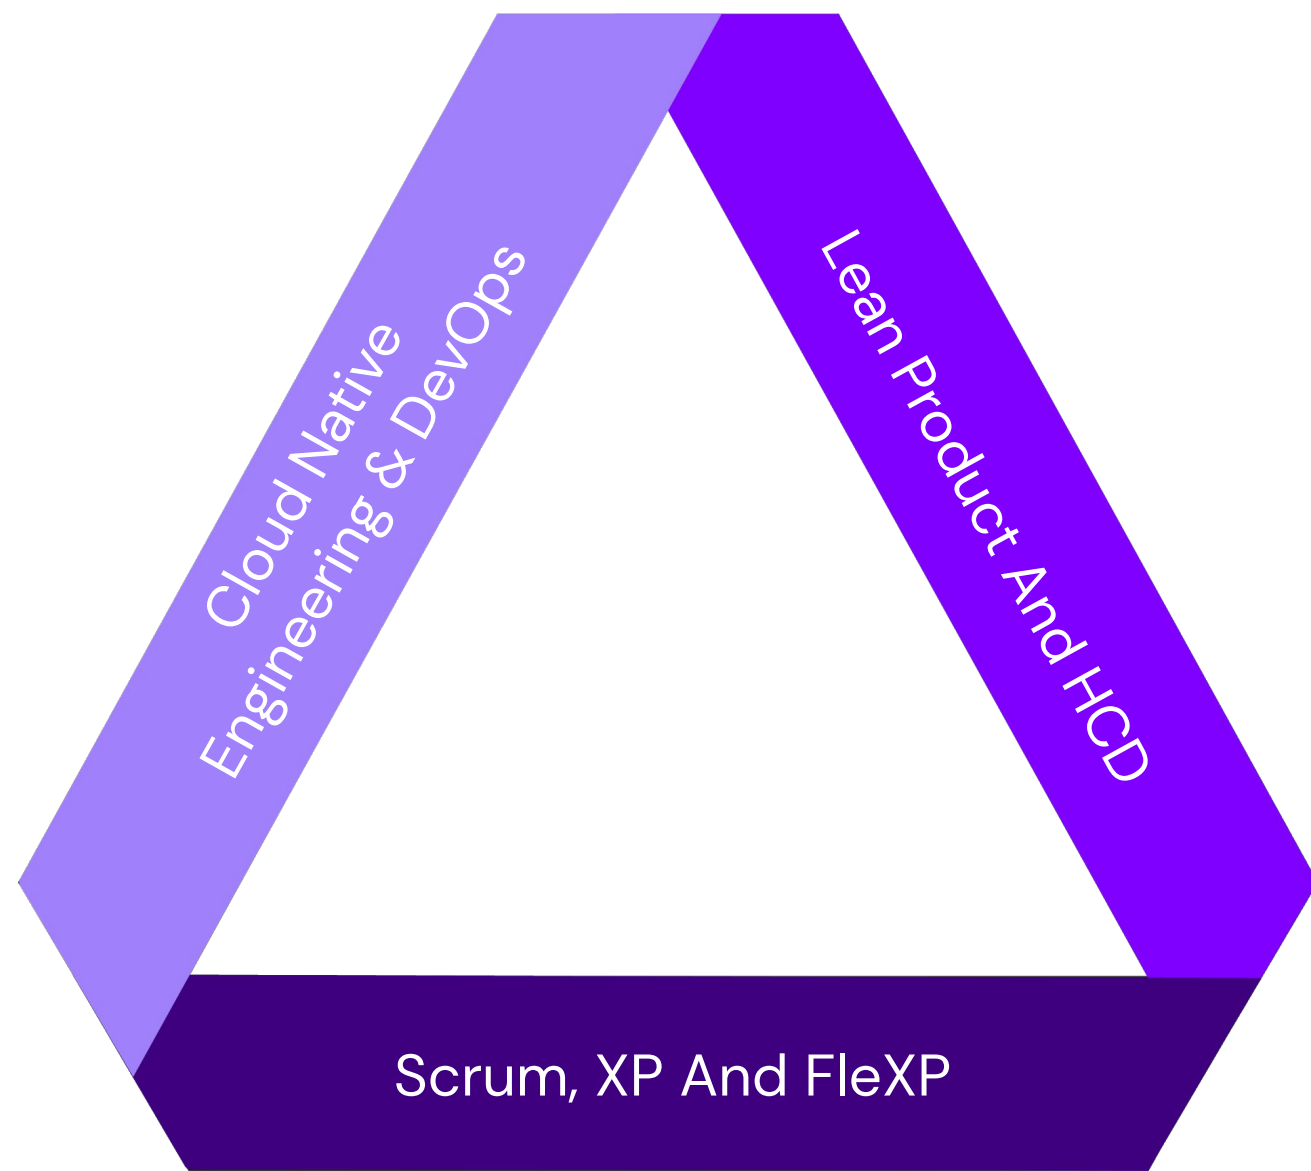 Cloud Native
Engineering & DevOps
Lean Product And HCD
Scrum, XP And FleXP